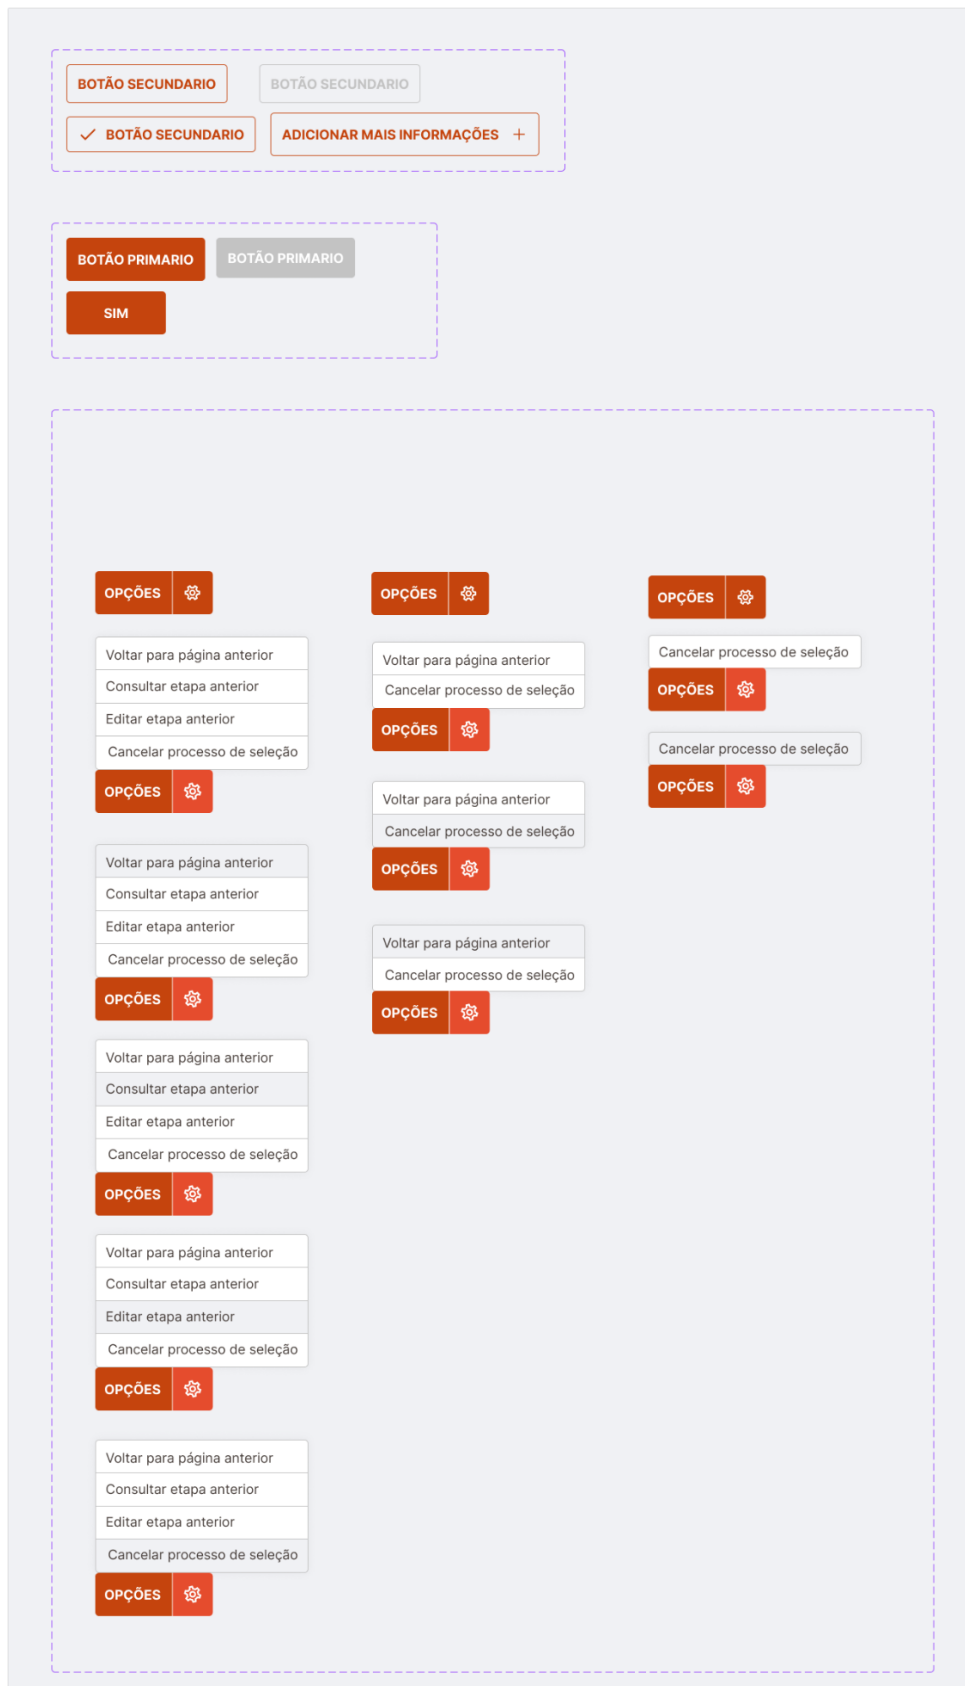 BOTÃO SECUNDARIO
BOTÃO SECUNDARIO
BOTÃO SECUNDARIO
ADICIONAR MAIS INFORMAÇÕES
BOTÃO PRIMARIO
BOTÃO PRIMARIO
SIM
OPÇÕES
Voltar para página anterior
Consultar etapa anterior
Editar etapa anterior
Cancelar processo de seleção
OPÇÕES
Voltar para página anterior
Consultar etapa anterior
Editar etapa anterior
Cancelar processo de seleção
OPÇÕES
Voltar para página anterior
Consultar etapa anterior
Editar etapa anterior
Cancelar processo de seleção
OPÇÕES
Voltar para página anterior
Consultar etapa anterior
Editar etapa anterior
Cancelar processo de seleção
OPÇÕES
Voltar para página anterior
Consultar etapa anterior
Editar etapa anterior
Cancelar processo de seleção
OPÇÕES
OPÇÕES
Voltar para página anterior
Cancelar processo de seleção
OPÇÕES
Voltar para página anterior
Cancelar processo de seleção
OPÇÕES
Voltar para página anterior
Cancelar processo de seleção
OPÇÕES
OPÇÕES
Cancelar processo de seleção
OPÇÕES
Cancelar processo de seleção
OPÇÕES